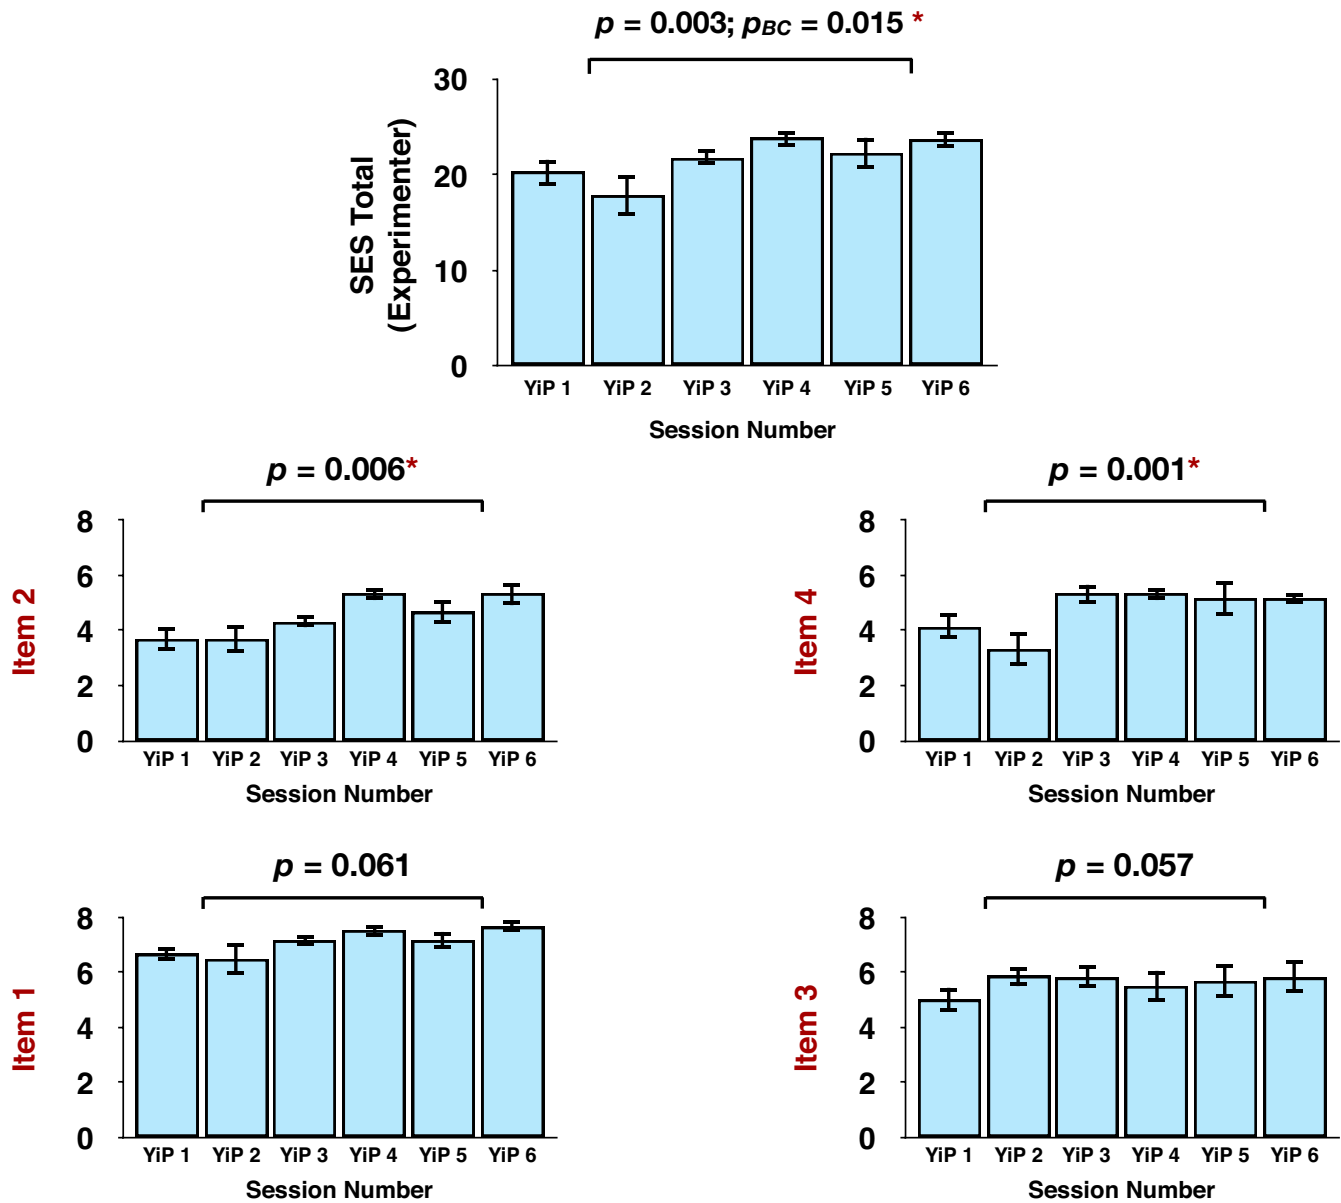 p = 0.003; pBC = 0.015 *
SES Total
(Experimenter)
30
20
10
0
YiP 1 YiP 2 YiP 3 YiP 4 YiP 5 YiP 6
Session Number
p = 0.006*
Item 2
8
6
4
2
0
YiP 1 YiP 2 YiP 3 YiP 4 YiP 5 YiP 6
Session Number
p = 0.001*
Item 4
8
6
4
2
0
YiP 1 YiP 2 YiP 3 YiP 4 YiP 5 YiP 6
Session Number
p = 0.061
Item 1
8
6
4
2
0
YiP 1 YiP 2 YiP 3 YiP 4 YiP 5 YiP 6
Session Number
p = 0.057
Item 3
8
6
4
2
0
YiP 1 YiP 2 YiP 3 YiP 4 YiP 5 YiP 6
Session Number